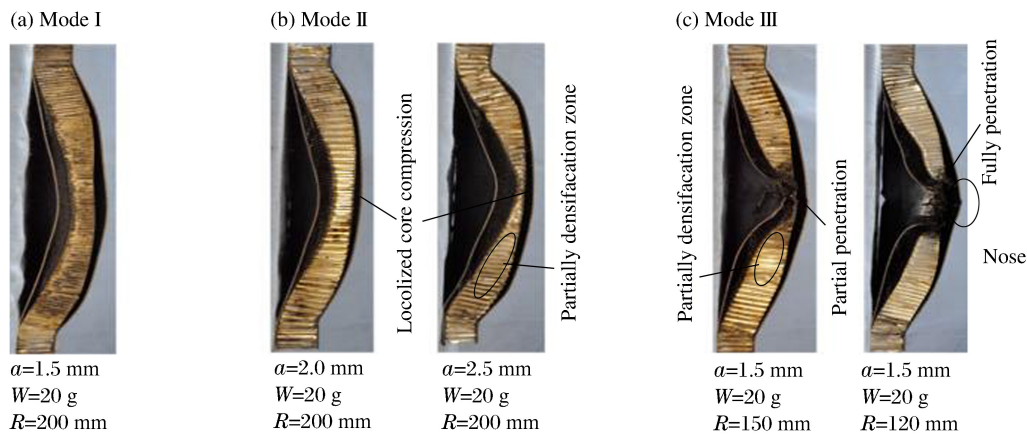 (a) Mode I
(b) Mode Ⅱ
(c) Mode Ⅲ
Locolized core compression
Partially densifacation zone
Partially densifacation zone
Partial penetration
Fully penetration
Nose
a=1.5 mm
W=20 g
R=200 mm
a=2.0 mm
W=20 g
R=200 mm
a=2.5 mm
W=20 g
R=200 mm
a=1.5 mm
W=20 g
R=150 mm
a=1.5 mm
W=20 g
R=120 mm